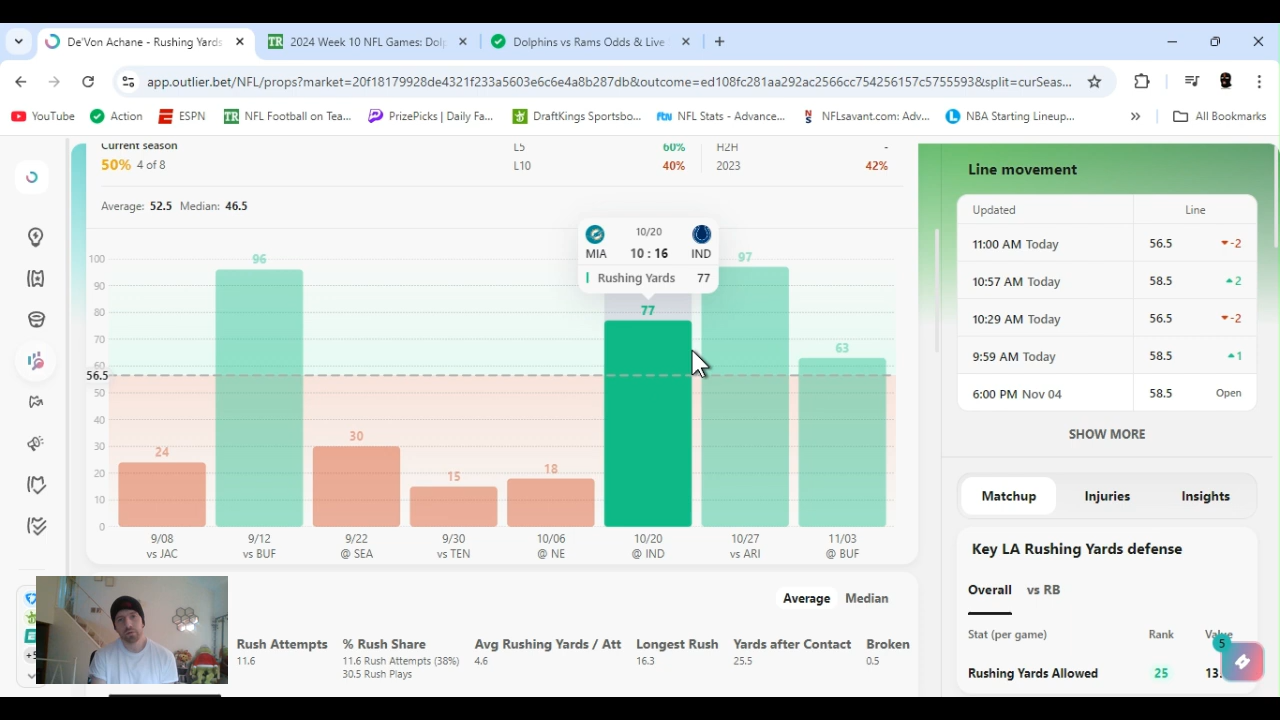 De'Von Achane - Rushing Yards
2024 Week 10 NFL Games: Dolp
Dolphins vs Rams Odds & Live
app.outlier.bet/NFL/props?market=20f18179928de4321f233a5603e6c6e4a8b287db&outcome=ed108fc281aa292ac2566cc754256157c5755593&split=curSeas...
YouTube
Action
ESPN
NFL Football on Tea...
PrizePicks | Daily Fa...
DraftKings Sportsbo...
NFL Stats - Advance...
NFLsavant.com: Adv...
NBA Starting Lineup...
All Bookmarks
Current season
50% 4 of 8
L5 60% H2H -
L10 40% 2023 42%
Average: 52.5 Median: 46.5
10/20
MIA 10 : 16 IND
Rushing Yards 77
100
90
80
70
60
56.5
50
40
30
20
10
0
24
96
30
15
18
77
97
63
9/08 9/12 9/22 9/30 10/06 10/20 10/27 11/03
vs JAC vs BUF @ SEA vs TEN @ NE @ IND vs ARI @ BUF
Average Median
Rush Attempts % Rush Share Avg Rushing Yards / Att Longest Rush Yards after Contact Broken
11.6 11.6 Rush Attempts (38%) 4.6 16.3 25.5 0.5
30.5 Rush Plays
Line movement
Updated Line
11:00 AM Today 56.5 -2
10:57 AM Today 58.5 2
10:29 AM Today 56.5 -2
9:59 AM Today 58.5 1
6:00 PM Nov 04 58.5 Open
SHOW MORE
Matchup Injuries Insights
Key LA Rushing Yards defense
Overall vs RB
Stat (per game) Rank Value
5
Rushing Yards Allowed 25 13.